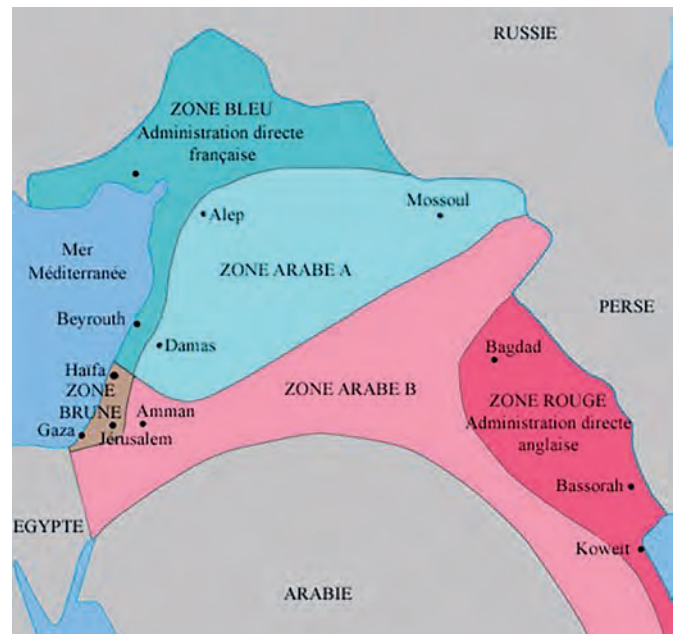 RUSSIE
ZONE BLEU
Administration directe
française
Alep
Mossoul
Mer
Méditerranée
ZONE ARABE A
PERSE
Beyrouth
Damas
Bagdad
Haïfa
ZONE
BRUNE
ZONE ARABE B
Amman
ZONE ROUGE
Administration directe
anglaise
Gaza
Jérusalem
Bassorah
EGYPTE
Koweit
ARABIE